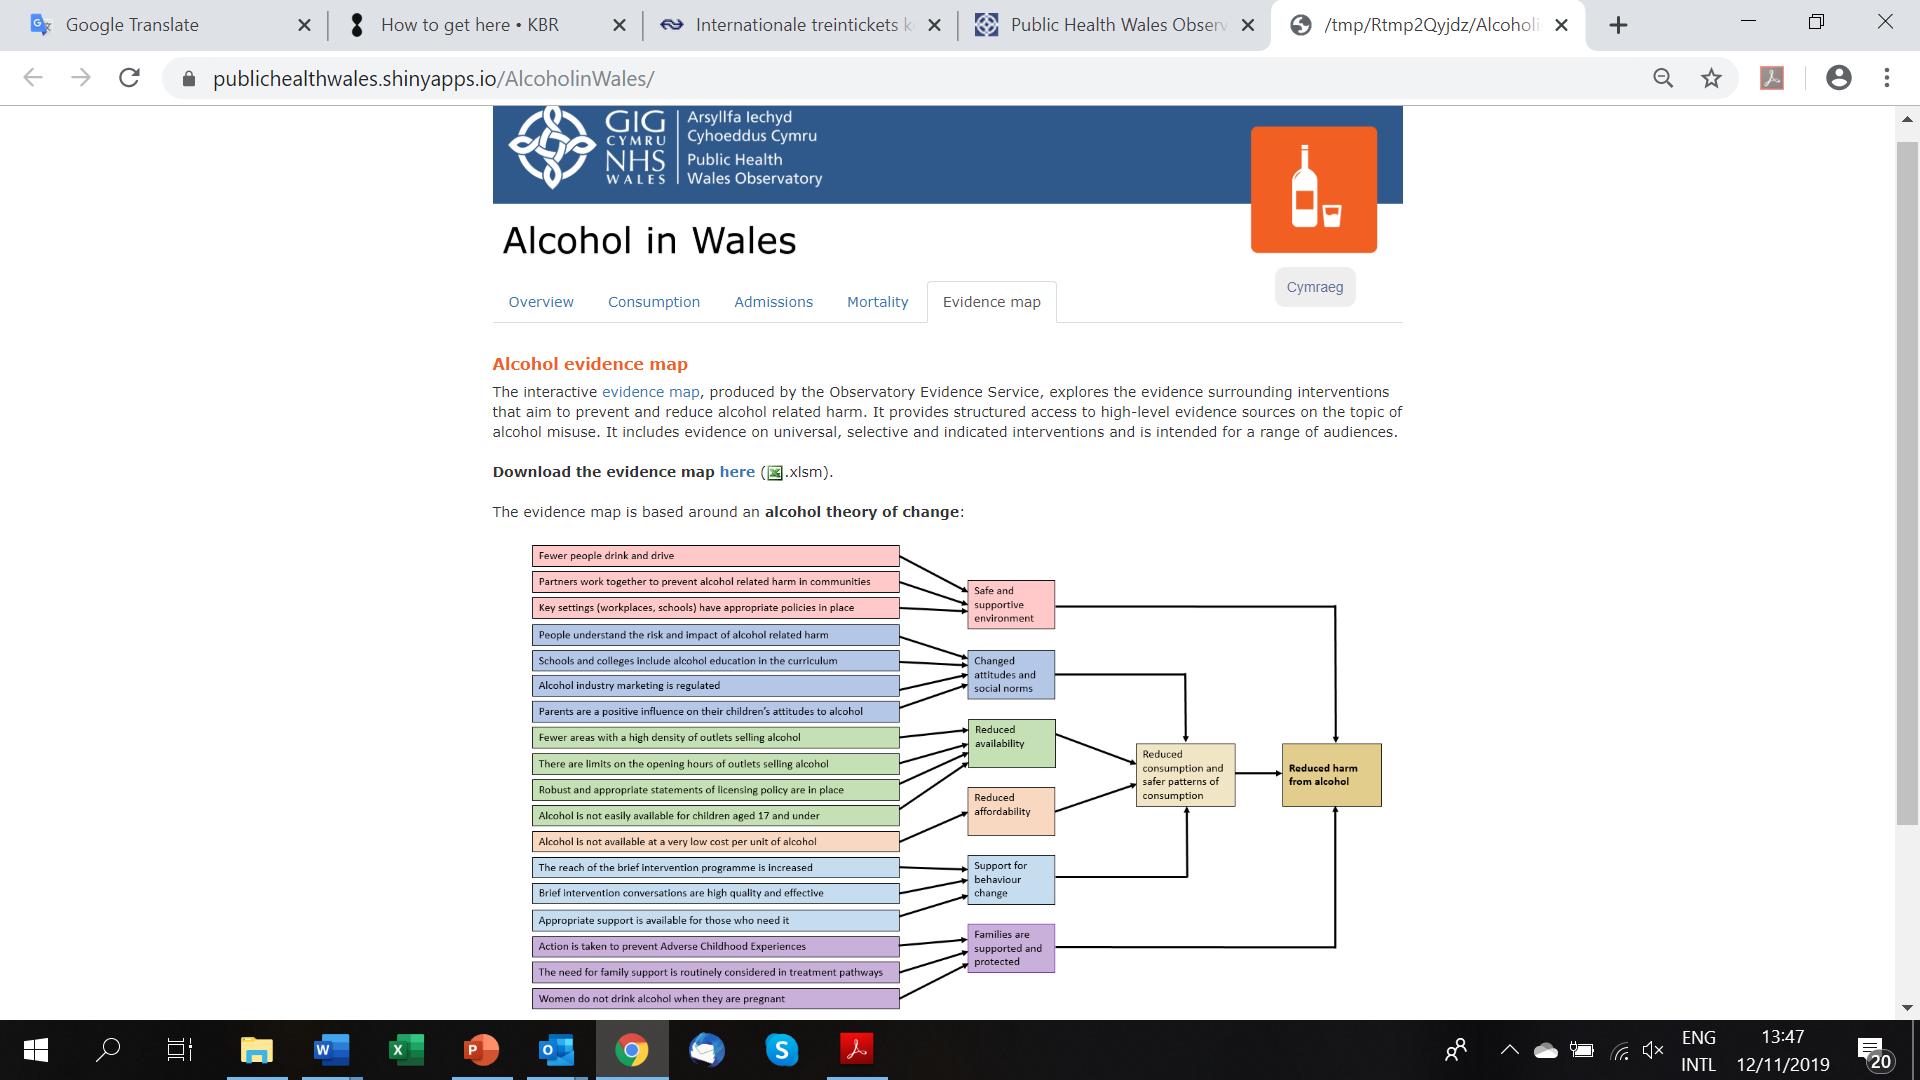 Google Translate
How to get here • KBR
Internationale treintickets k
Public Health Wales Observ
/tmp/Rtmp2Qyjdz/Alcoholi
publichealthwales.shinyapps.io/AlcoholinWales/
GIG
CYMRU
NHS
WALES
Arsyllfa Iechyd
Cyhoeddus Cymru
Public Health
Wales Observatory
Alcohol in Wales
Cymraeg
Overview
Consumption
Admissions
Mortality
Evidence map
Alcohol evidence map
The interactive evidence map, produced by the Observatory Evidence Service, explores the evidence surrounding interventions
that aim to prevent and reduce alcohol related harm. It provides structured access to high-level evidence sources on the topic of
alcohol misuse. It includes evidence on universal, selective and indicated interventions and is intended for a range of audiences.
Download the evidence map here (.xlsm).
The evidence map is based around an alcohol theory of change:
Fewer people drink and drive
Partners work together to prevent alcohol related harm in communities
Key settings (workplaces, schools) have appropriate policies in place
People understand the risk and impact of alcohol related harm
Schools and colleges include alcohol education in the curriculum
Alcohol industry marketing is regulated
Parents are a positive influence on their children's attitudes to alcohol
Fewer areas with a high density of outlets selling alcohol
There are limits on the opening hours of outlets selling alcohol
Robust and appropriate statements of licensing policy are in place
Alcohol is not easily available for children aged 17 and under
Alcohol is not available at a very low cost per unit of alcohol
The reach of the brief intervention programme is increased
Brief intervention conversations are high quality and effective
Appropriate support is available for those who need it
Action is taken to prevent Adverse Childhood Experiences
The need for family support is routinely considered in treatment pathways
Women do not drink alcohol when they are pregnant
Safe and
supportive
environment
Changed
attitudes and
social norms
Reduced
availability
Reduced
affordability
Support for
behaviour
change
Families are
supported and
protected
Reduced
consumption and
safer patterns of
consumption
Reduced harm
from alcohol
ENG
INTL
13:47
12/11/2019
20